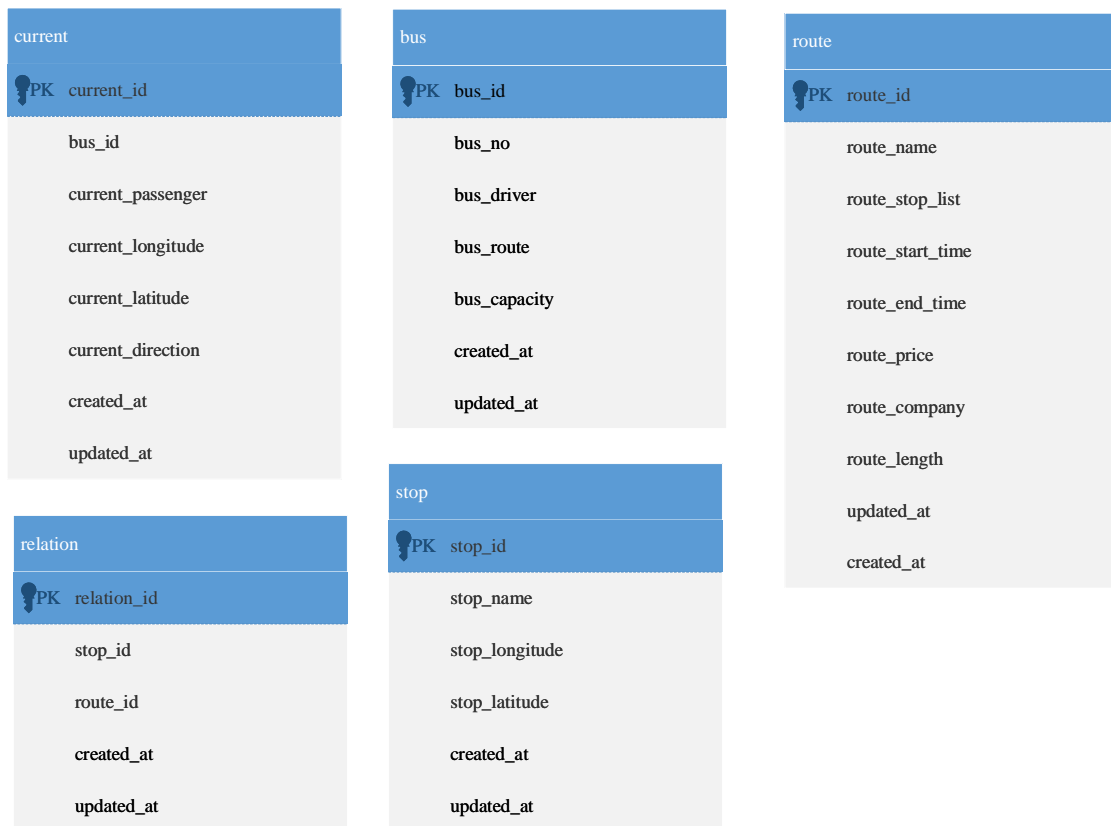 current
PK current_id
bus_id
current_passenger
current_longitude
current_latitude
current_direction
created_at
updated_at
bus
PK bus_id
bus_no
bus_driver
bus_route
bus_capacity
created_at
updated_at
route
PK route_id
route_name
route_stop_list
route_start_time
route_end_time
route_price
route_company
route_length
updated_at
created_at
relation
PK relation_id
stop_id
route_id
created_at
updated_at
stop
PK stop_id
stop_name
stop_longitude
stop_latitude
created_at
updated_at